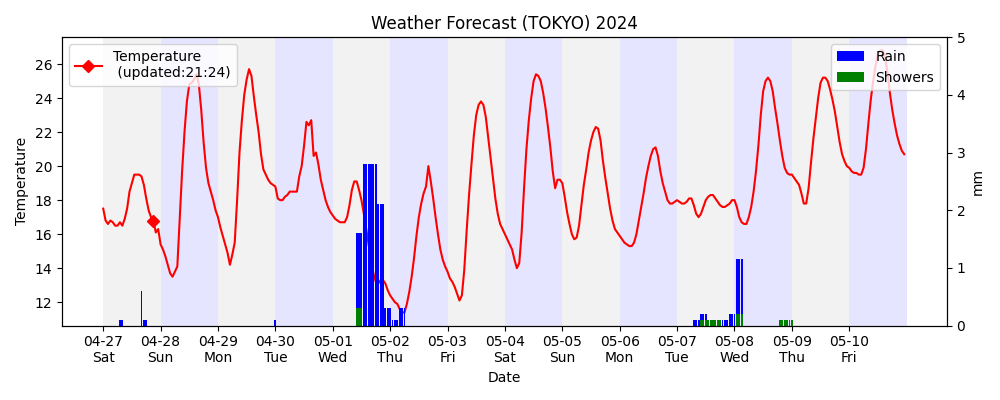 Weather Forecast (TOKYO) 2024
Temperature
(updated:21:24)
Rain
Showers
Temperature
26
24
22
20
18
16
14
12
5
4
3
2
1
0
mm
04-27 04-28 04-29 04-30 05-01 05-02 05-03 05-04 05-05 05-06 05-07 05-08 05-09 05-10
Sat Sun Mon Tue Wed Thu Fri Sat Sun Mon Tue Wed Thu Fri
Date